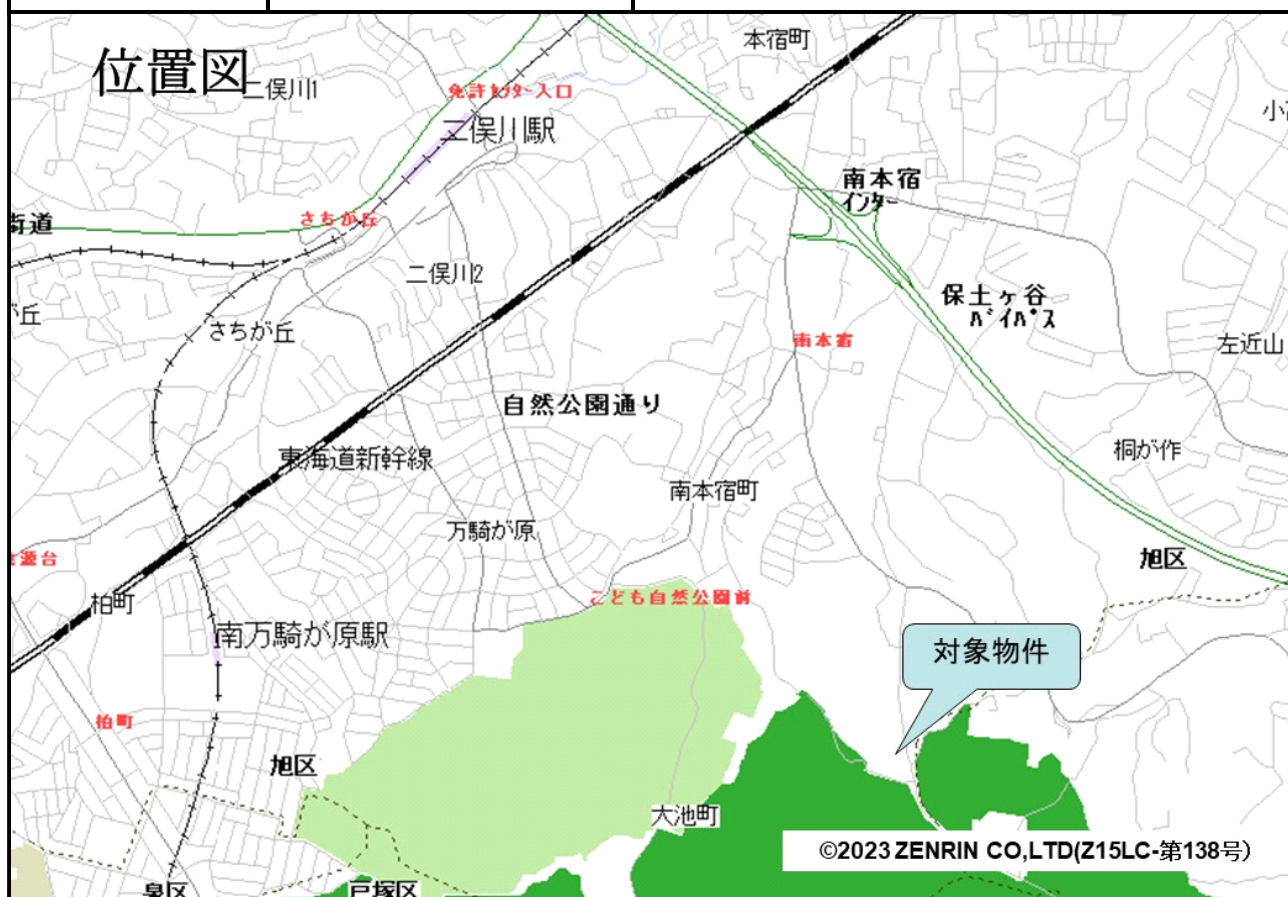 位置図
本宿町
二俣川1
免許センター入口
二俣川駅
南本宿
インター
さちが丘
街道
二俣川2
保土ヶ谷
バイパス
が丘
さちが丘
南本宿
左近山
自然公園通り
東海道新幹線
桐が作
南本宿町
万騎が原
旭区
柏町
こども自然公園前
南万騎が原駅
対象物件
柏町
旭区
大池町
©2023 ZENRIN CO,LTD(Z15LC-第138号)
泉区
戸塚区